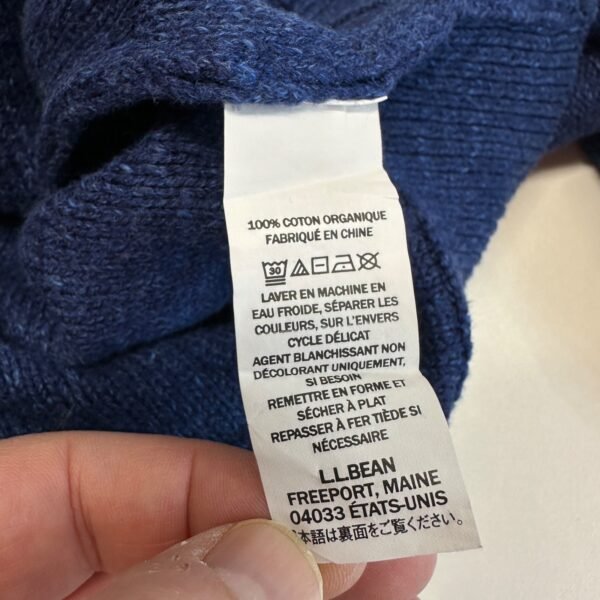 100% COTON ORGANIQUE
FABRIQUÉ EN CHINE
30
LAVER EN MACHINE EN
EAU FROIDE, SÉPARER LES
COULEURS, SUR L'ENVERS
CYCLE DÉLICAT
AGENT BLANCHISSANT NON
DÉCOLORANT UNIQUEMENT,
SI BESOIN
REMETTRE EN FORME ET
SÉCHER À PLAT
REPASSER À FER TIÈDE SI
NÉCESSAIRE
L.L.BEAN
FREEPORT, MAINE
04033 ÉTATS-UNIS
本語は裏面をご覧ください。